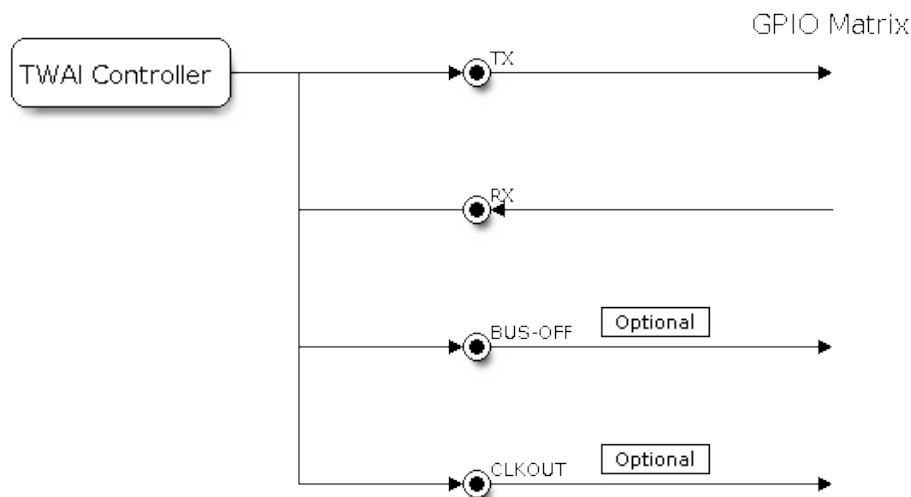 GPIO Matrix
TWAI Controller
TX
RX
BUS-OFF
Optional
CLKOUT
Optional